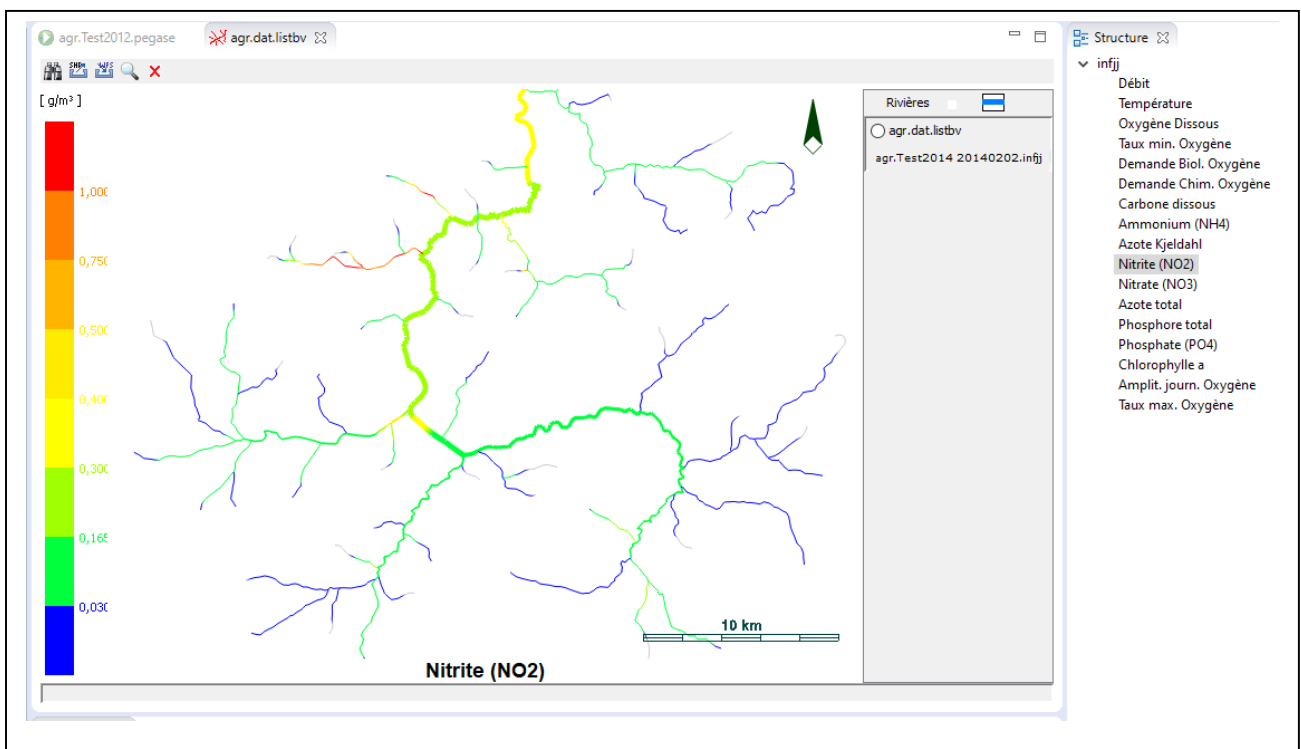 agr.Test2012.pegase
agr.dat.listbv
SHEM
WFS
[ g/m³ ]
1,000
0,750
0,500
0,400
0,300
0,165
0,030
10 km
Nitrite (NO2)
Rivières
agr.dat.listbv
agr.Test2014 20140202.infjj
Structure
infjj
Débit
Température
Oxygène Dissous
Taux min. Oxygène
Demande Biol. Oxygène
Demande Chim. Oxygène
Carbone dissous
Ammonium (NH4)
Azote Kjeldahl
Nitrite (NO2)
Nitrate (NO3)
Azote total
Phosphore total
Phosphate (PO4)
Chlorophylle a
Amplit. journ. Oxygène
Taux max. Oxygène